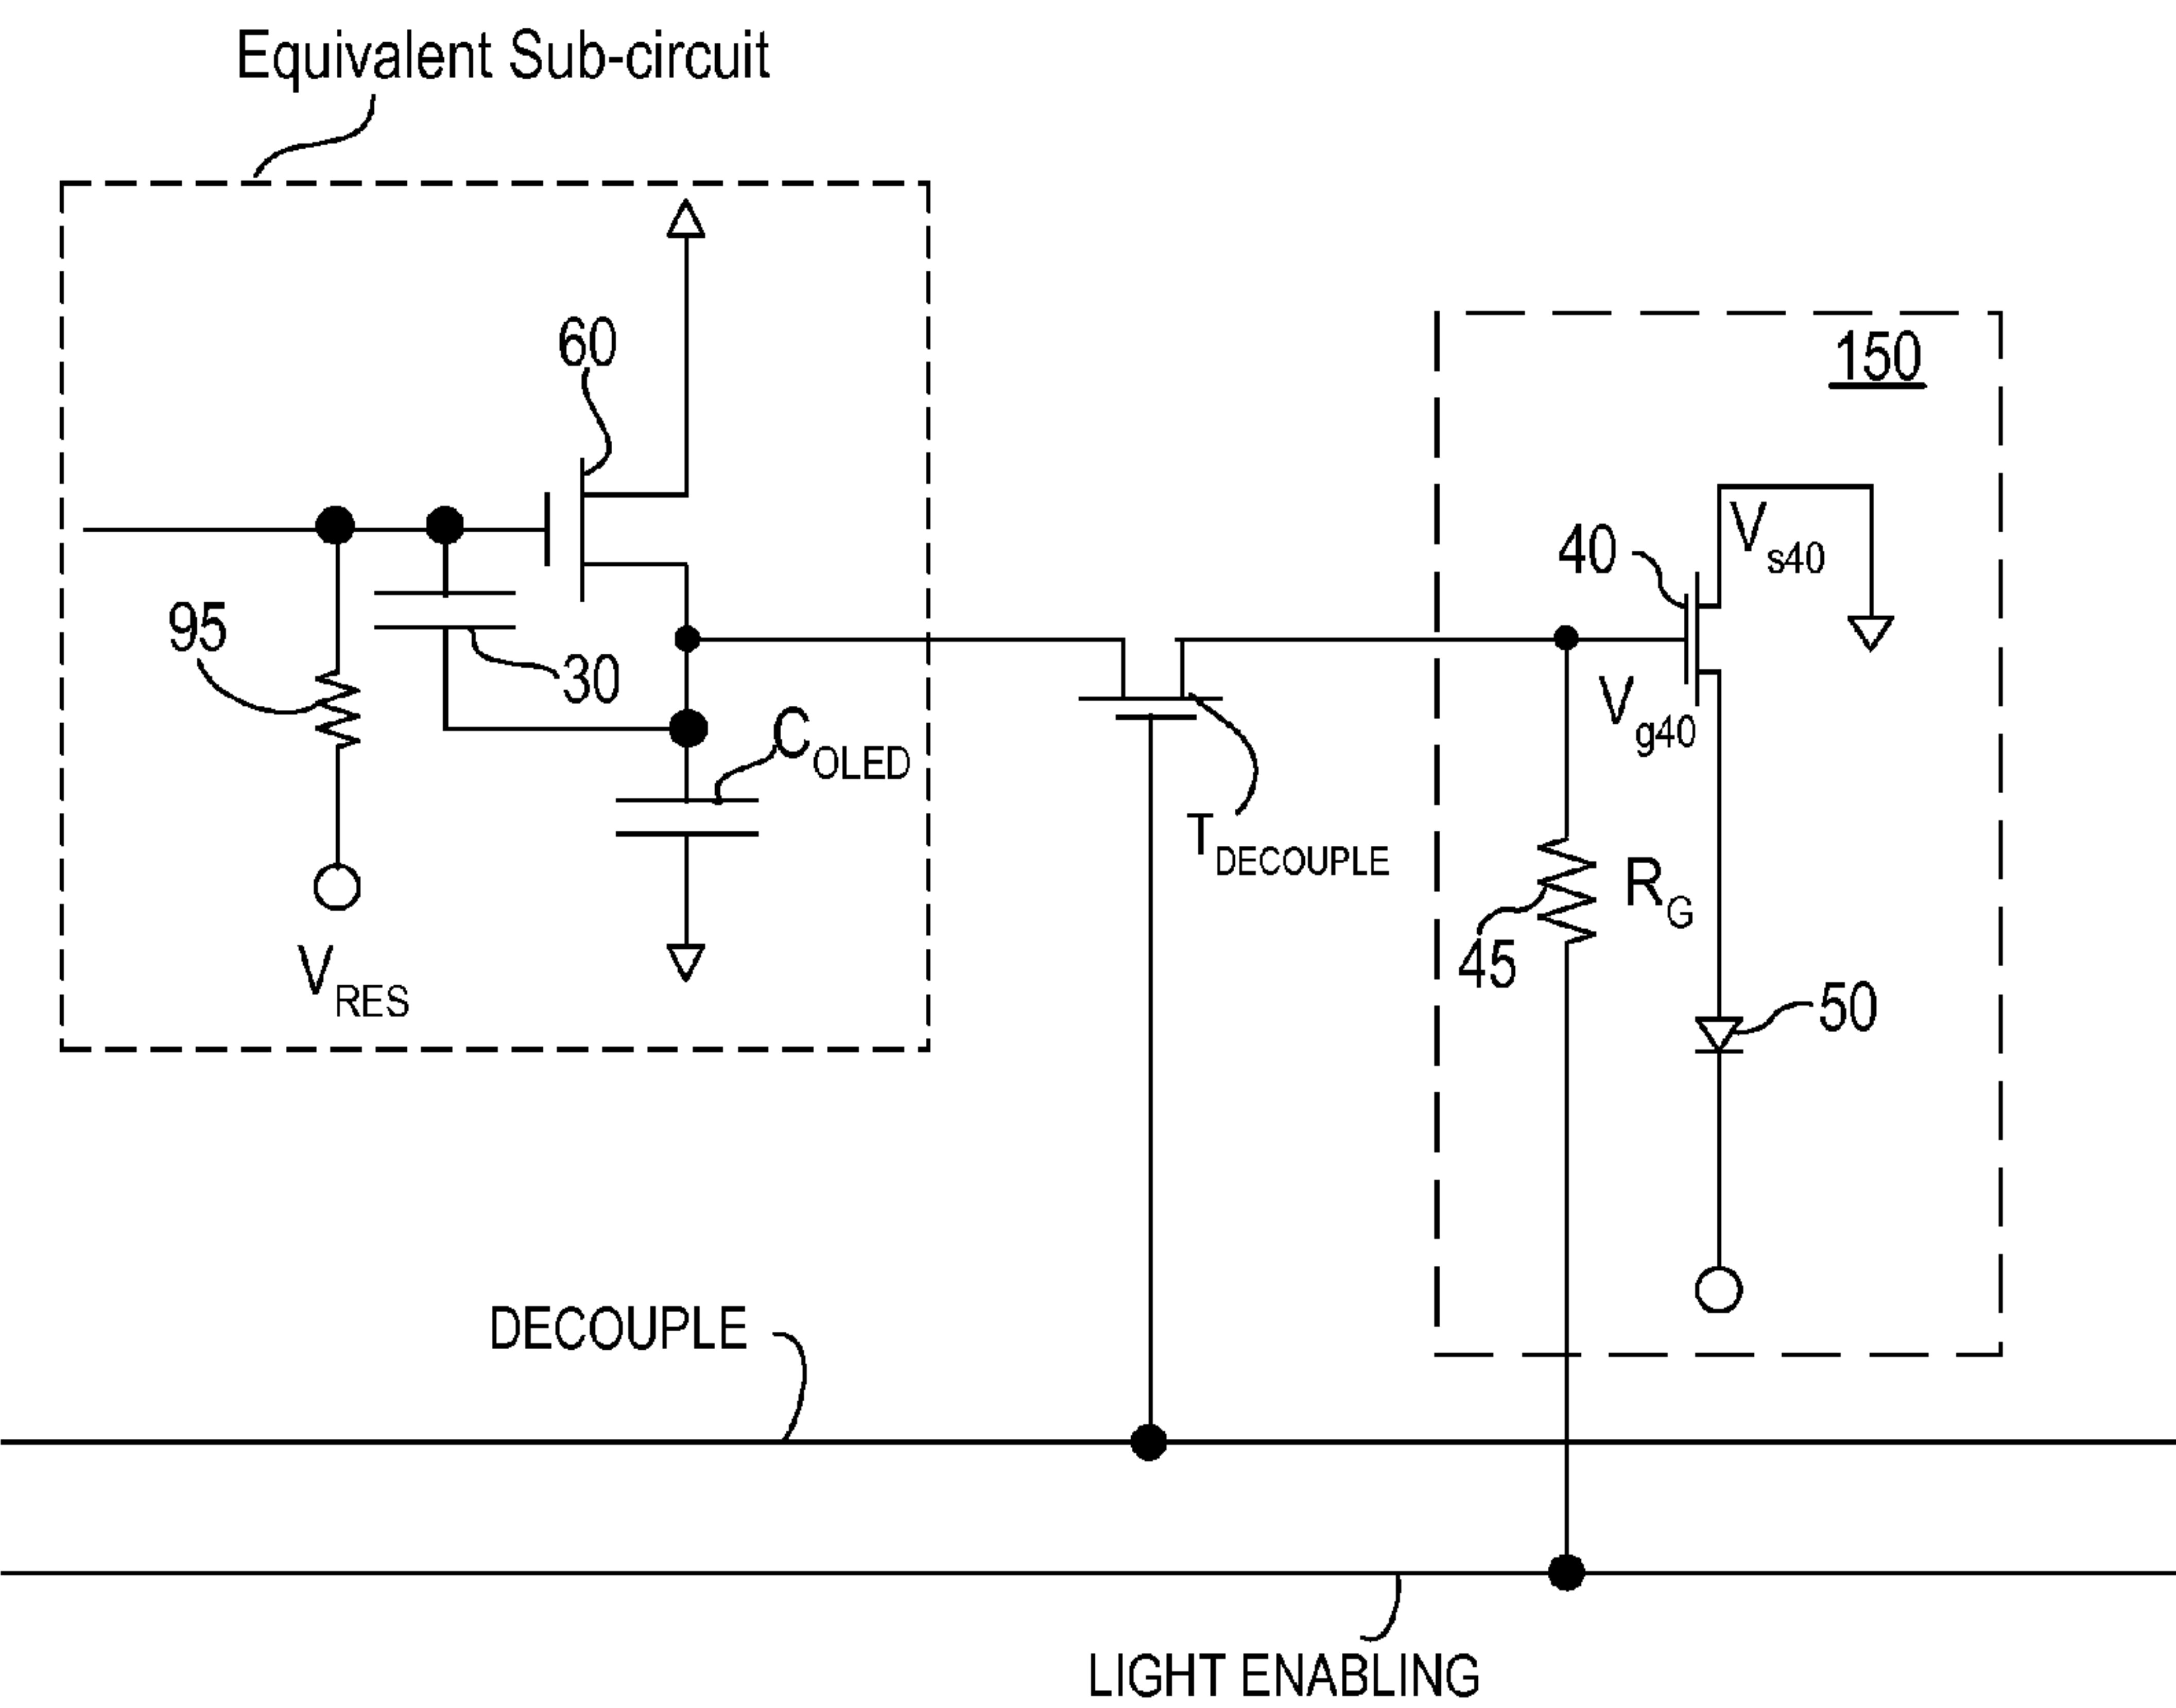 Equivalent Sub-circuit
60
150
40
Vs40
95
30
Vg40
COLED
TDECOUPLE
RG
45
VRES
50
DECOUPLE
LIGHT ENABLING